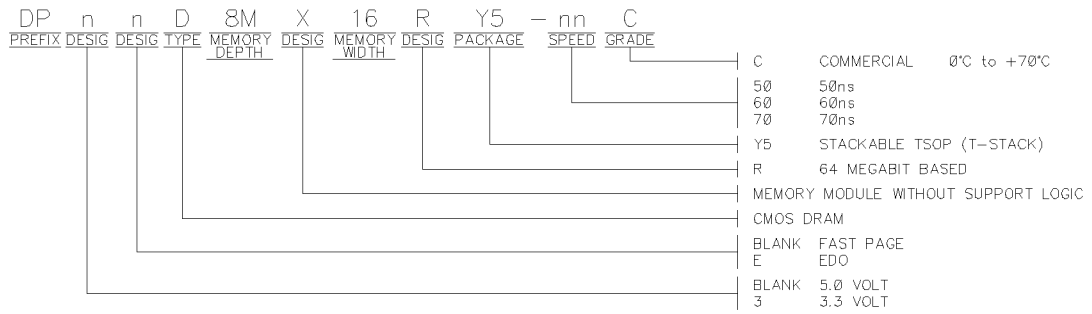 DP n n D 8M X 16 R Y5 - nn C
PREFIX DESIG DESIG TYPE MEMORY DEPTH DESIG MEMORY WIDTH DESIG PACKAGE SPEED GRADE
C COMMERCIAL 0°C to +70°C
50 50ns
60 60ns
70 70ns
Y5 STACKABLE TSOP (T-STACK)
R 64 MEGABIT BASED
MEMORY MODULE WITHOUT SUPPORT LOGIC
CMOS DRAM
BLANK FAST PAGE
E EDO
BLANK 5.0 VOLT
3 3.3 VOLT